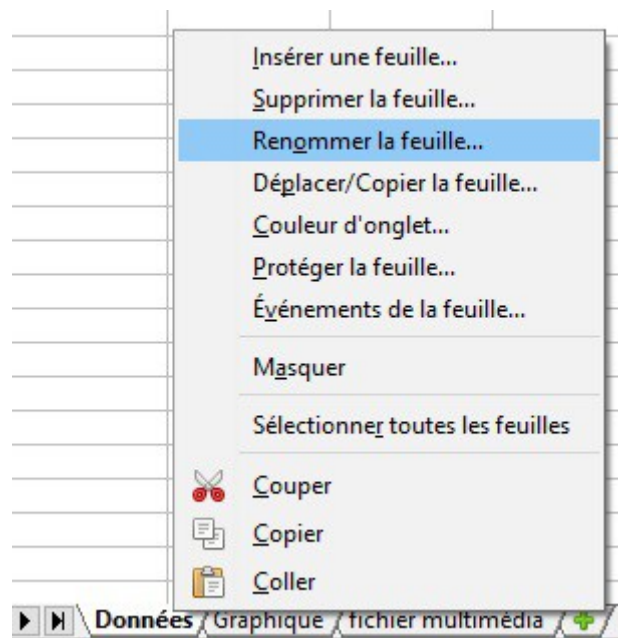 Insérer une feuille...
Supprimer la feuille...
Renommer la feuille...
Déplacer/Copier la feuille...
Couleur d'onglet...
Protéger la feuille...
Événements de la feuille...
Masquer
Sélectionner toutes les feuilles
Couper
Copier
Coller
Données Graphique fichier multimédia